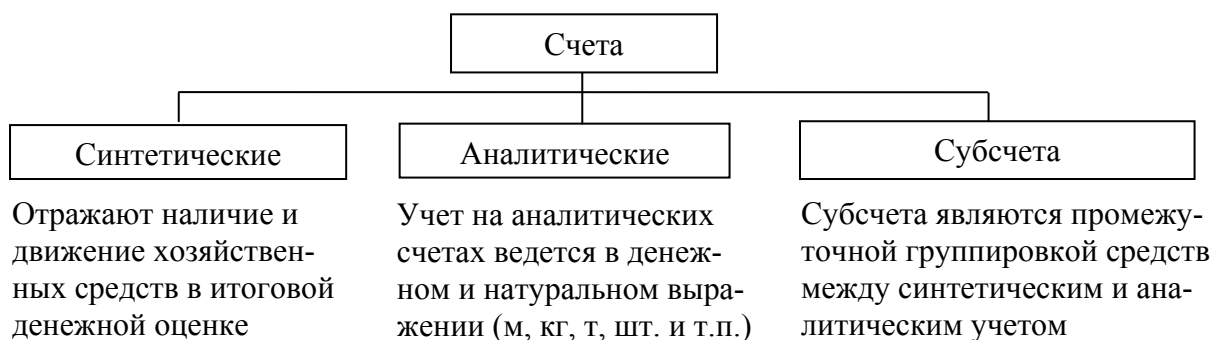 Счета
Синтетические
Отражают наличие и
движение хозяйствен-
ных средств в итоговой
денежной оценке
Аналитические
Учет на аналитических
счетах ведется в денеж-
ном и натуральном выра-
жении (м, кг, т, шт. и т.п.)
Субсчета
Субсчета являются промежу-
точной группировкой средств
между синтетическим и ана-
литическим учетом